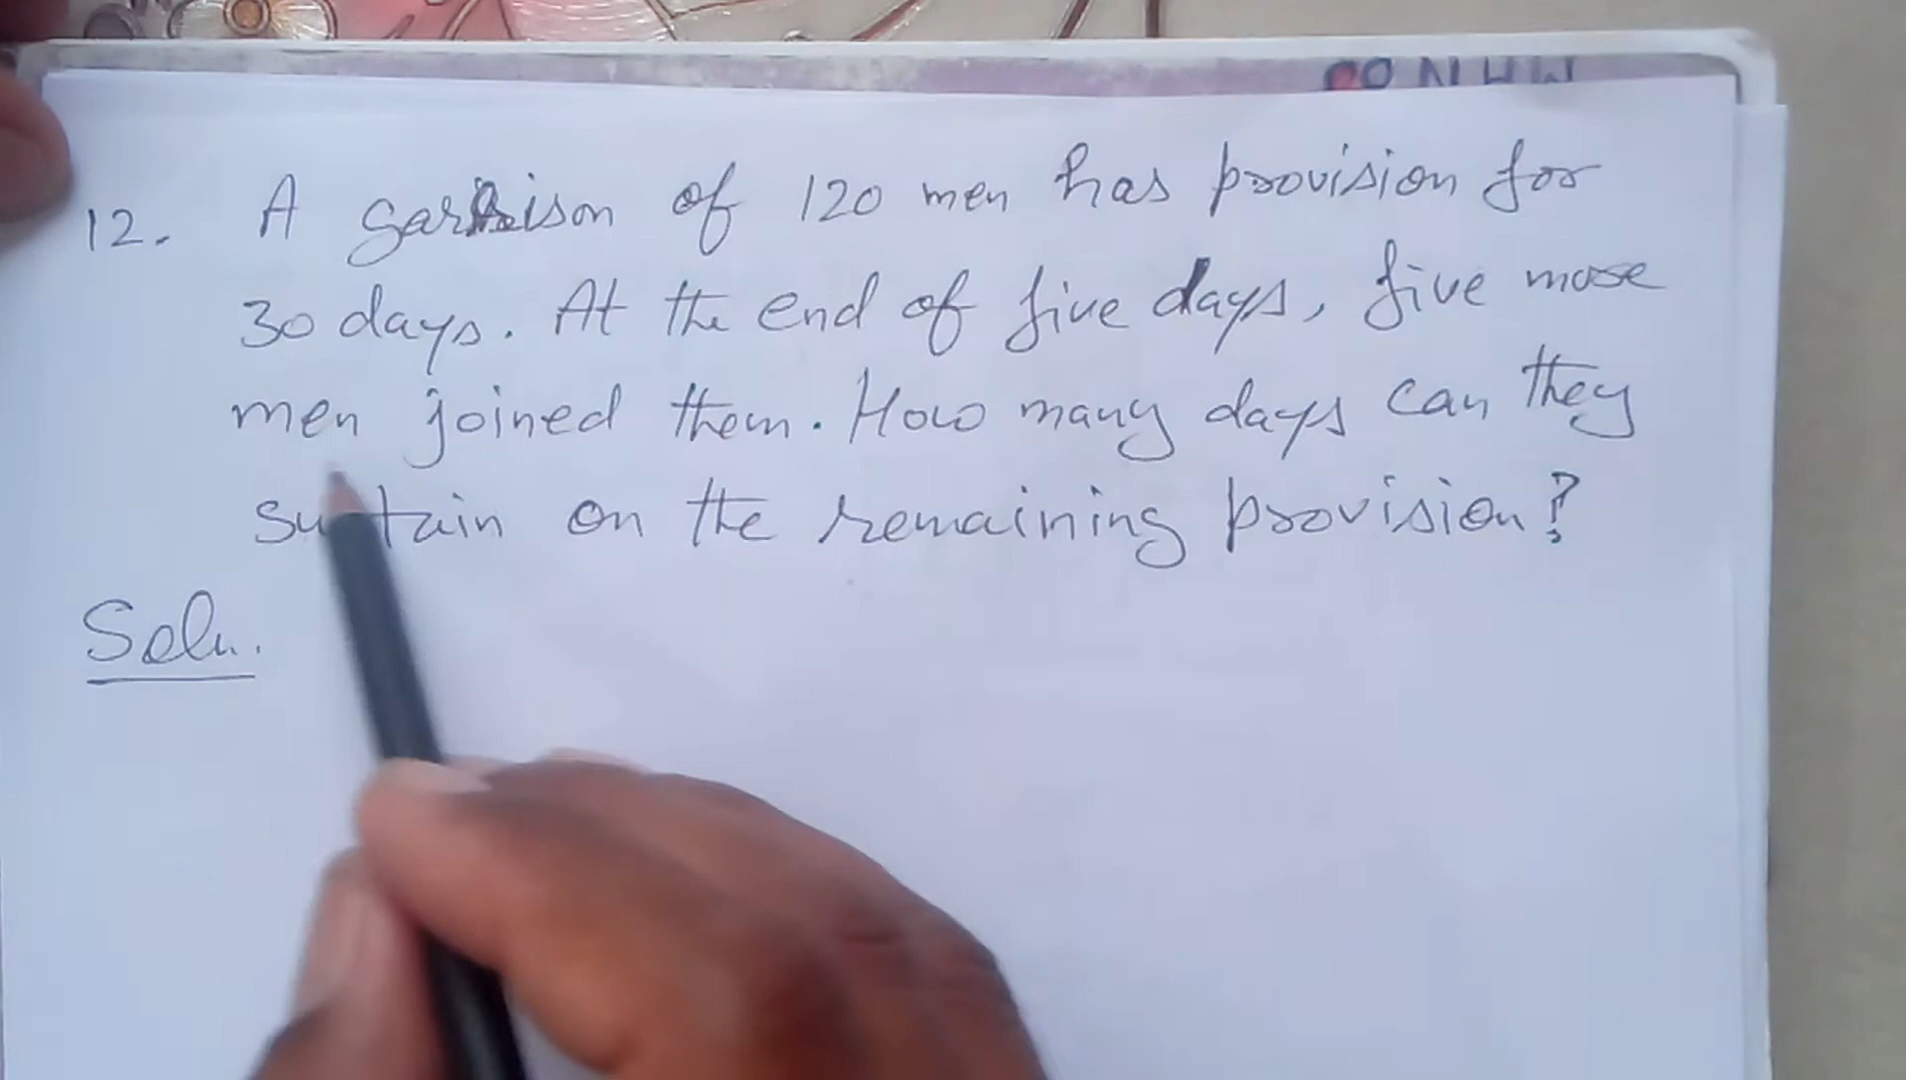 12. A garrison of 120 men has provision for
30 days. At the end of five days, five more
men joined them. How many days can they
sustain on the remaining provision?
Soln.